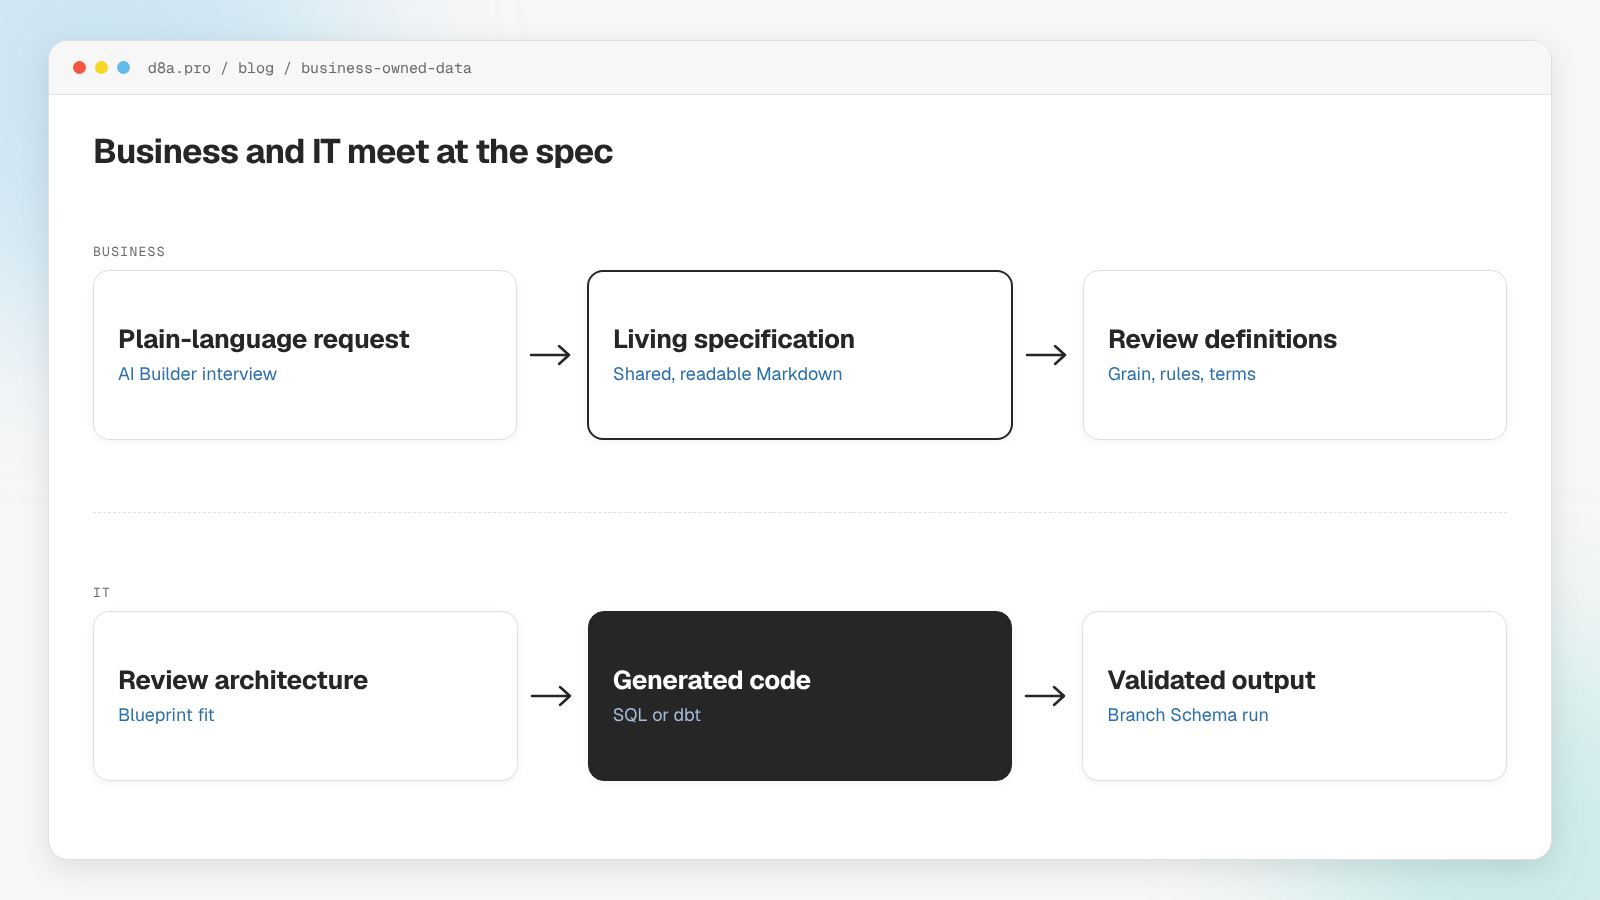 d8a.pro / blog / business-owned-data
Business and IT meet at the spec
BUSINESS
Plain-language request
AI Builder interview
Living specification
Shared, readable Markdown
Review definitions
Grain, rules, terms
IT
Review architecture
Blueprint fit
Generated code
SQL or dbt
Validated output
Branch Schema run